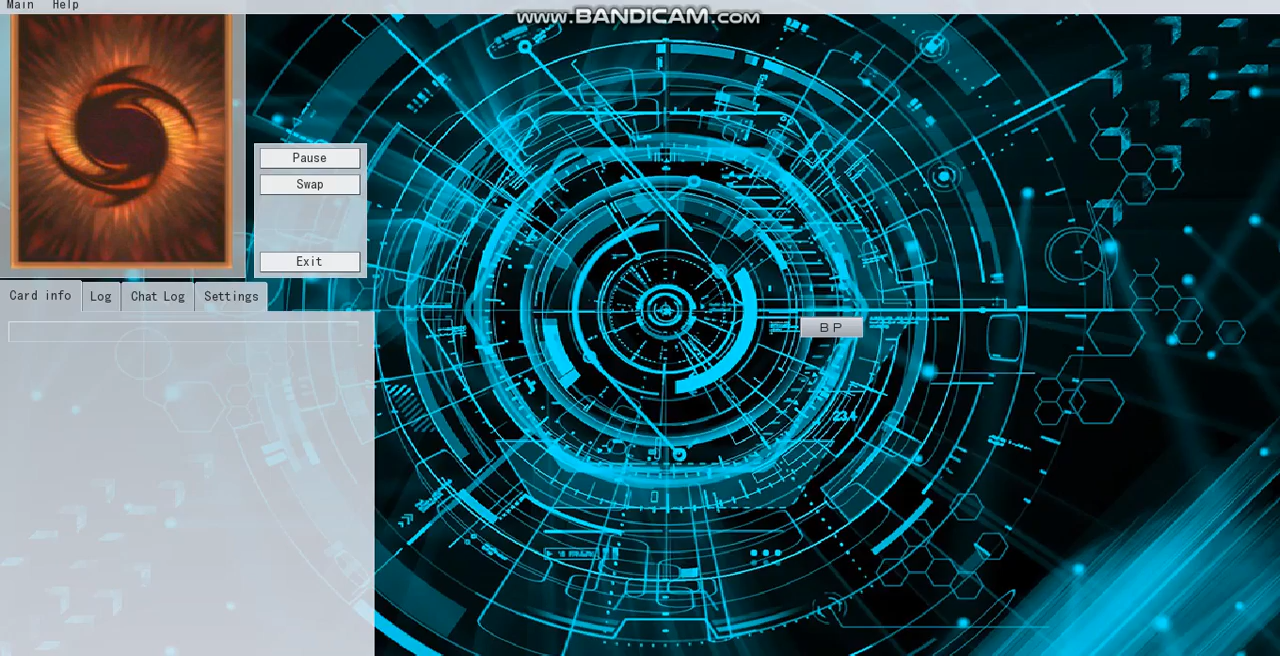 Main Help
www.BANDICAM.com
Pause
Swap
Exit
Card info Log Chat Log Settings
BP